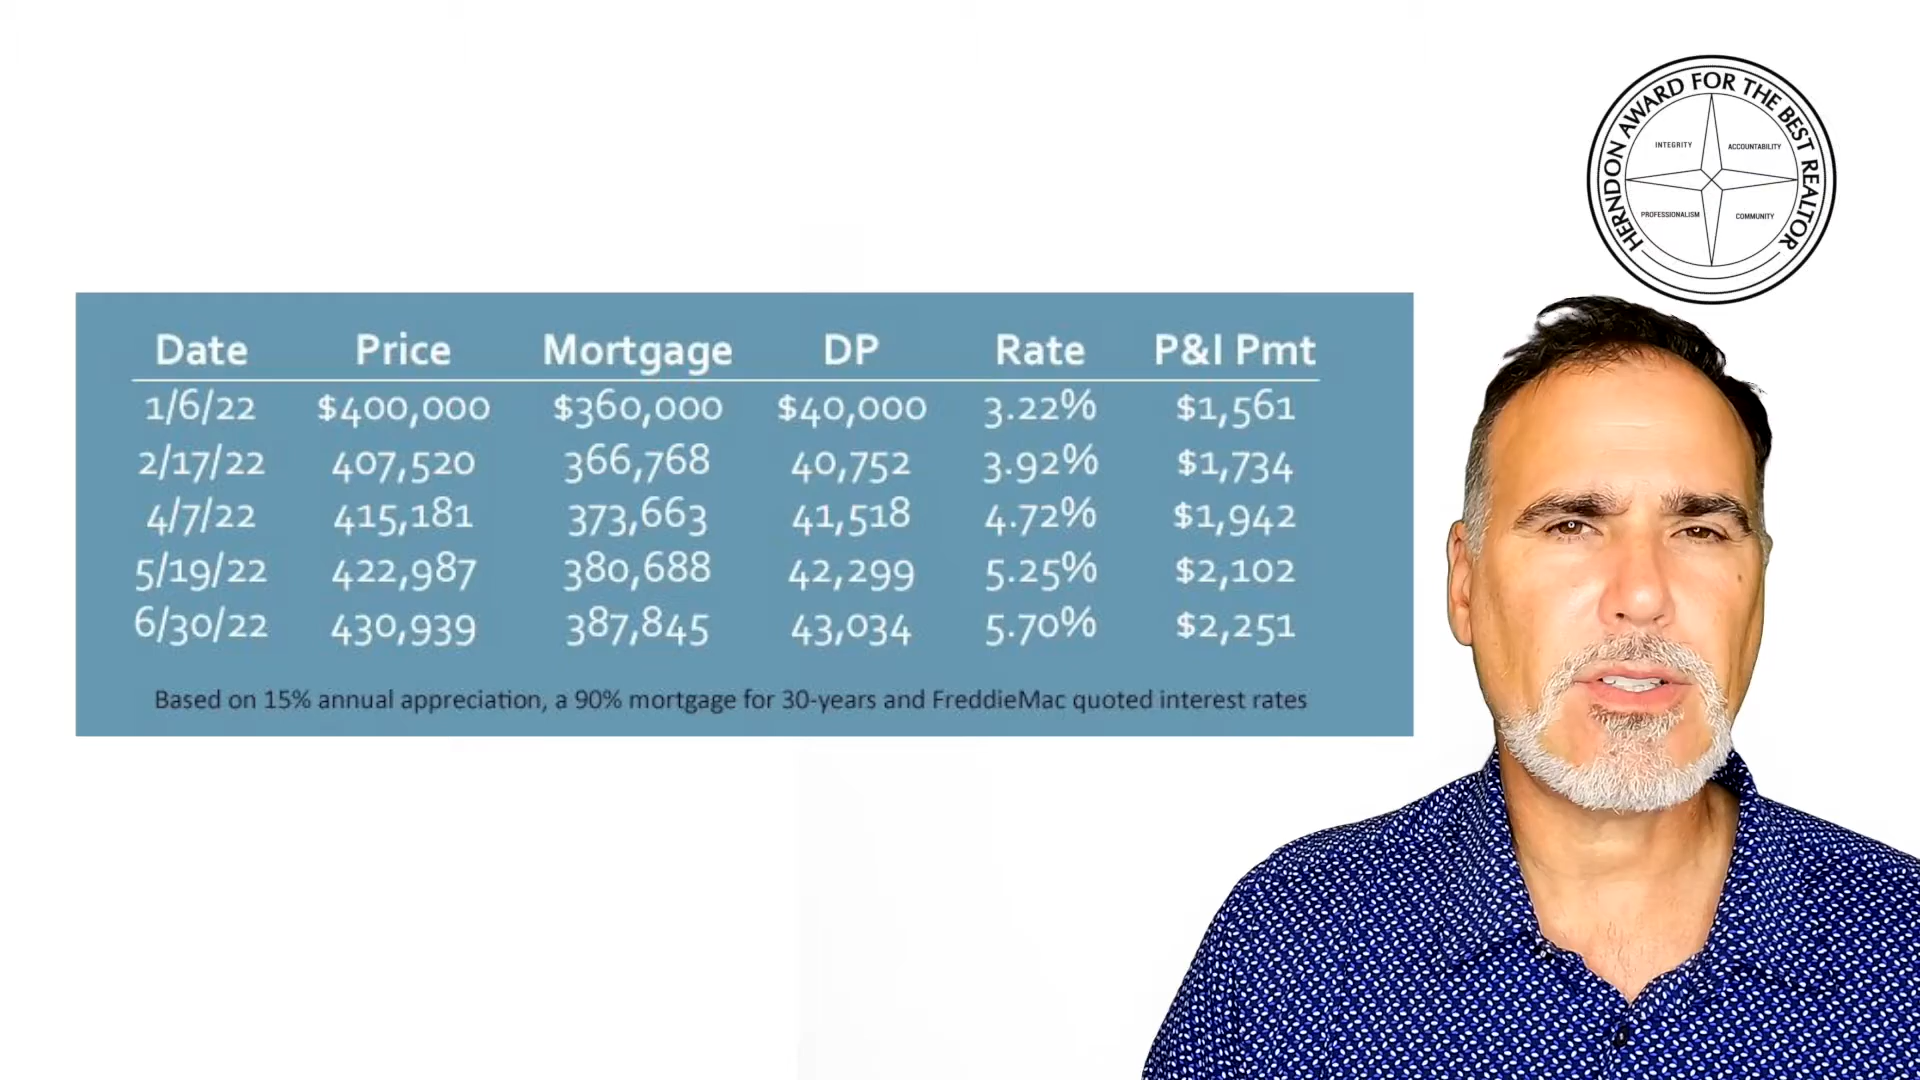 HERNDON AWARD FOR THE BEST REALTOR
INTEGRITY ACCOUNTABILITY
PROFESSIONALISM COMMUNITY
Date Price Mortgage DP Rate P&I Pmt
1/6/22 $400,000 $360,000 $40,000 3.22% $1,561
2/17/22 407,520 366,768 40,752 3.92% $1,734
4/7/22 415,181 373,663 41,518 4.72% $1,942
5/19/22 422,987 380,688 42,299 5.25% $2,102
6/30/22 430,939 387,845 43,034 5.70% $2,251
Based on 15% annual appreciation, a 90% mortgage for 30-years and FreddieMac quoted interest rates